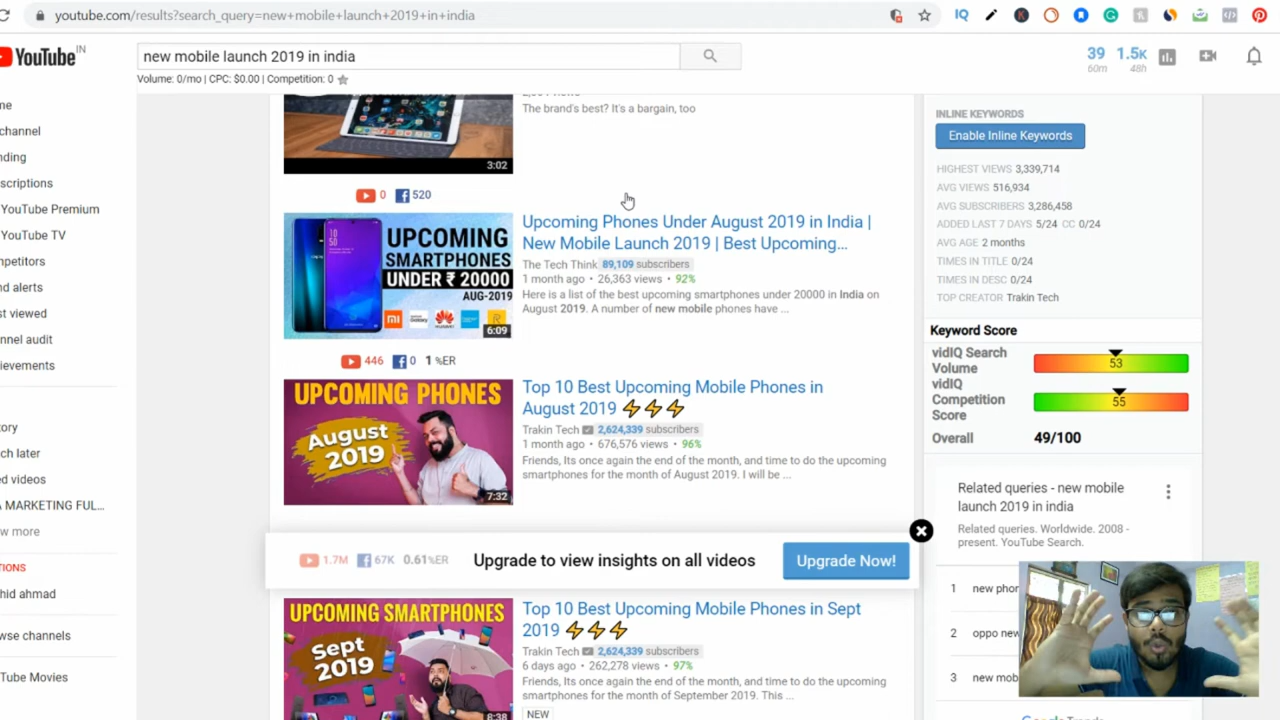 youtube.com/results?search_query=new+mobile+launch+2019+in+india
YouTube IN
new mobile launch 2019 in india
39 60m 1.5K 48h
Volume: 0/mo | CPC: $0.00 | Competition: 0
me
channel
nding
scriptions
YouTube Premium
YouTube TV
mpetitors
nd alerts
st viewed
nnel audit
ievements
ory
ch later
ed videos
A MARKETING FUL...
w more
TIONS
hid ahmad
wse channels
YouTube Movies
The brand's best? It's a bargain, too
3:02
0 520
UPCOMING
SMARTPHONES
UNDER ₹ 20000
AUG-2019
6:09
Upcoming Phones Under August 2019 in India |
New Mobile Launch 2019 | Best Upcoming...
The Tech Think 89,109 subscribers
1 month ago • 26,363 views • 92%
Here is a list of the best upcoming smartphones under 20000 in India on
August 2019. A number of new mobile phones have ...
446 0 1 %ER
UPCOMING PHONES
August
2019
7:32
Top 10 Best Upcoming Mobile Phones in
August 2019 ⚡⚡⚡
Trakin Tech 2,624,339 subscribers
1 month ago • 676,576 views • 96%
Friends, Its once again the end of the month, and time to do the upcoming
smartphones for the month of August 2019. I will be ...
1.7M 67K 0.61%ER
Upgrade to view insights on all videos
Upgrade Now!
UPCOMING SMARTPHONES
Sept
2019
8:38
Top 10 Best Upcoming Mobile Phones in Sept
2019 ⚡⚡⚡
Trakin Tech 2,624,339 subscribers
6 days ago • 262,278 views • 97%
Friends, Its once again the end of the month, and time to do the upcoming
smartphones for the month of September 2019. This ...
NEW
INLINE KEYWORDS
Enable Inline Keywords
HIGHEST VIEWS 3,339,714
AVG VIEWS 516,934
AVG SUBSCRIBERS 3,286,458
ADDED LAST 7 DAYS 5/24 CC 0/24
AVG AGE 2 months
TIMES IN TITLE 0/24
TIMES IN DESC 0/24
TOP CREATOR Trakin Tech
Keyword Score
vidIQ Search
Volume
53
vidIQ
Competition
Score
55
Overall 49/100
Related queries - new mobile
launch 2019 in india
Related queries. Worldwide. 2008 -
present. YouTube Search.
1 new phon
2 oppo new
3 new mob